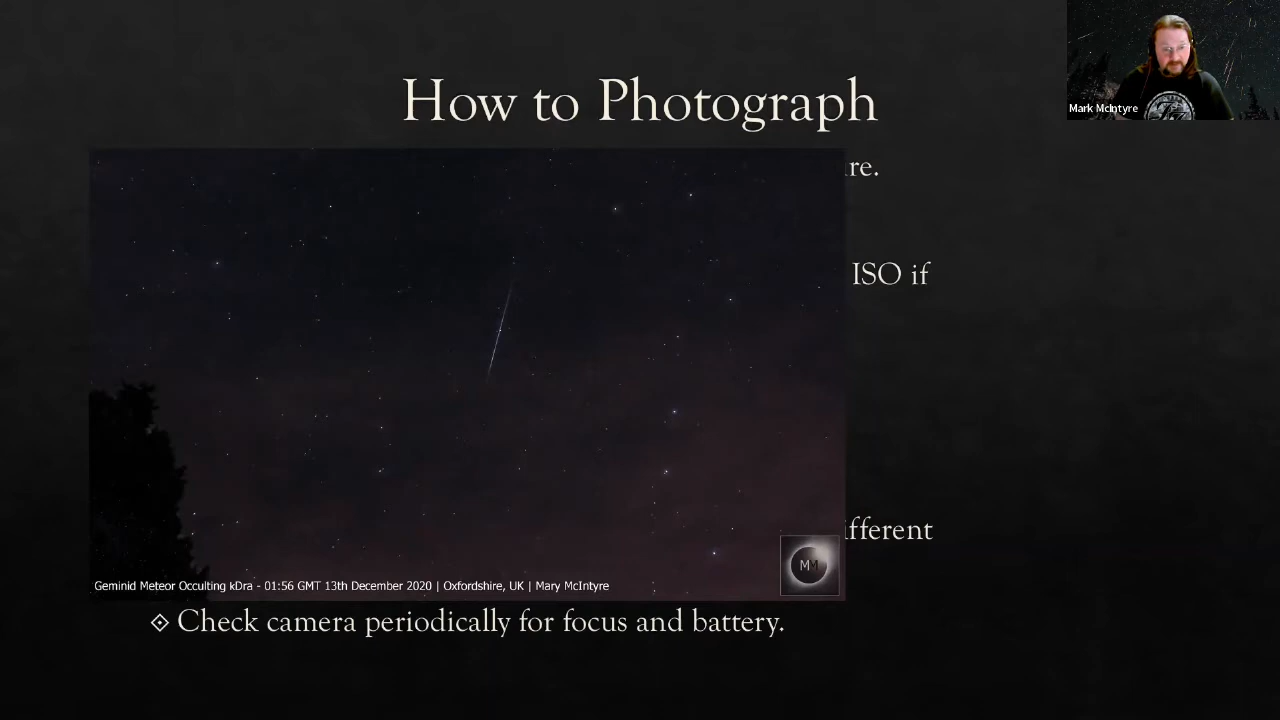 How to Photograph
Mark McIntyre
re.
ISO if
ifferent
Geminid Meteor Occulting kDra - 01:56 GMT 13th December 2020 | Oxfordshire, UK | Mary McIntyre
MM
Check camera periodically for focus and battery.